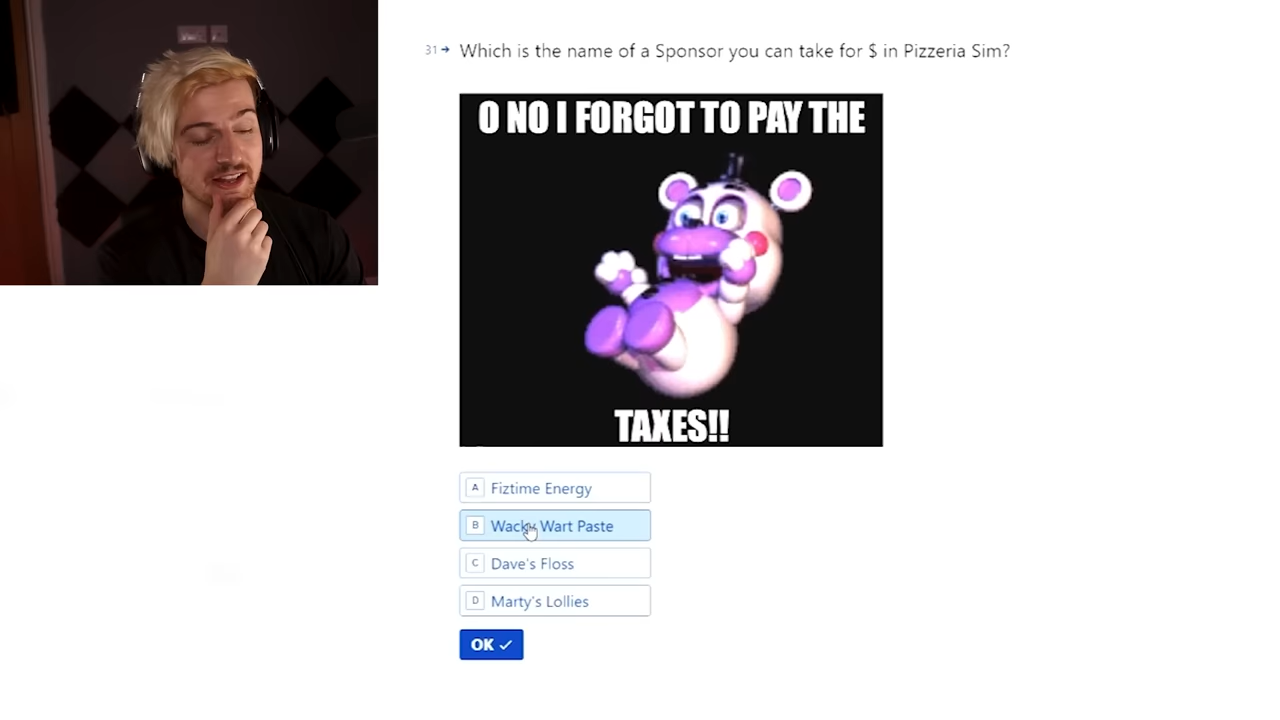 31 Which is the name of a Sponsor you can take for $ in Pizzeria Sim?
O NO I FORGOT TO PAY THE
TAXES!!
A Fiztime Energy
B Wacky Wart Paste
C Dave's Floss
D Marty's Lollies
OK